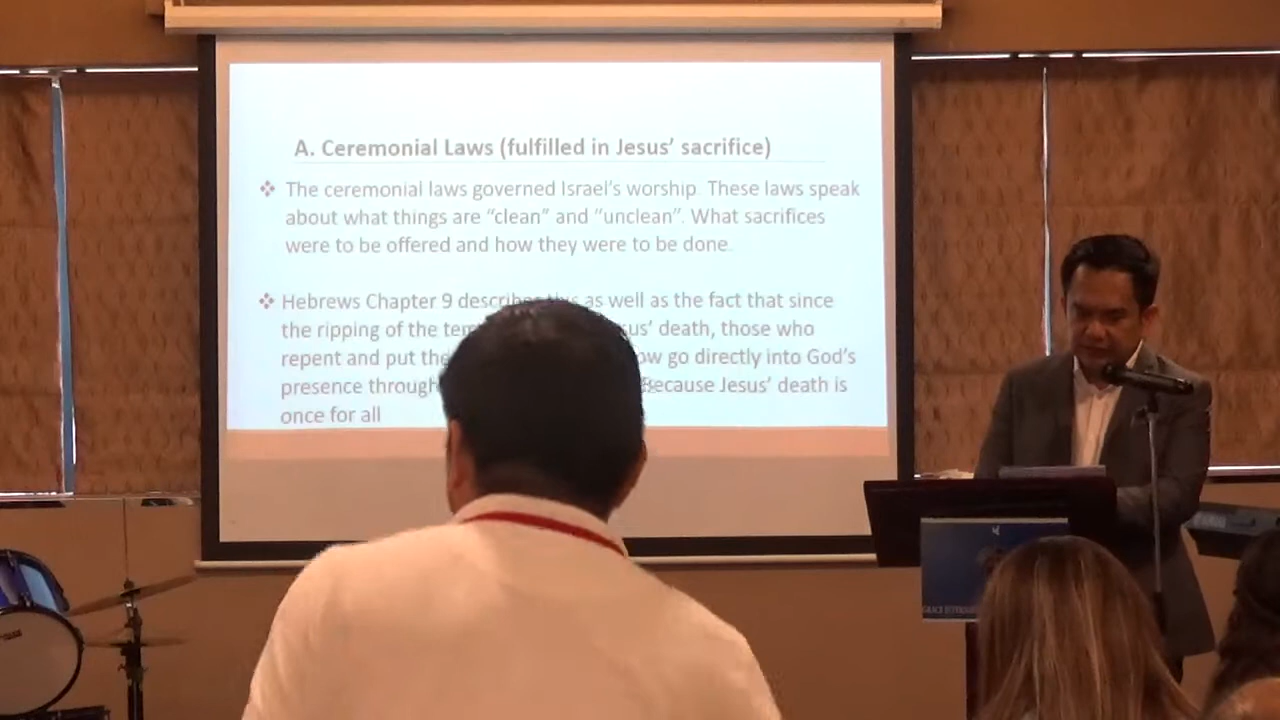 A. Ceremonial Laws (fulfilled in Jesus’ sacrifice)
❖ The ceremonial laws governed Israel’s worship. These laws speak
about what things are “clean” and “unclean”. What sacrifices
were to be offered and how they were to be done.
❖ Hebrews Chapter 9 describes this as well as the fact that since
the ripping of the death, those who
repent and put go directly into God’s
presence through Because Jesus’ death is
once for all
GRACE